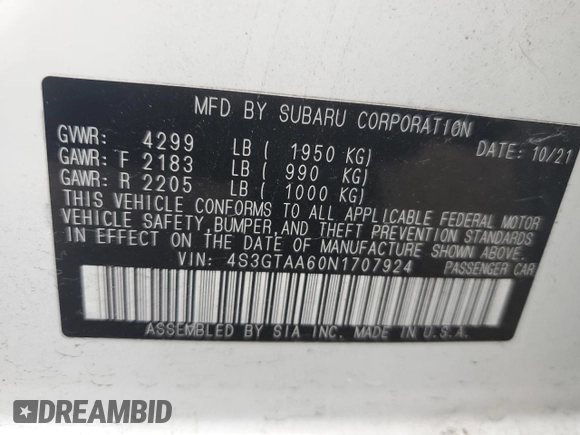 MFD BY SUBARU CORPORATION
GVWR: 4299 LB ( 1950 KG) DATE: 10/21
GAWR: F 2183 LB ( 990 KG)
GAWR: R 2205 LB ( 1000 KG)
THIS VEHICLE CONFORMS TO ALL APPLICABLE FEDERAL MOTOR
VEHICLE SAFETY, BUMPER, AND THEFT PREVENTION STANDARDS
IN EFFECT ON THE DATE OF MANUFACTURE SHOWN ABOVE.
VIN: 4S3GTAA60N1707924 PASSENGER CAR
ASSEMBLED BY SIA INC. MADE IN U.S.A.
DREAMBID